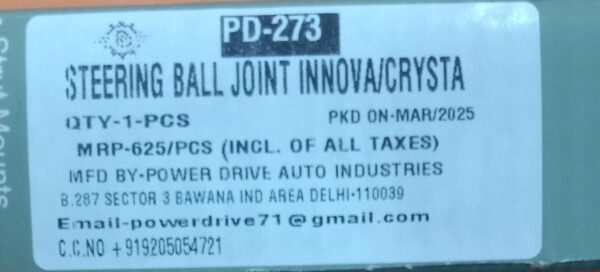 PD-273
STEERING BALL JOINT INNOVA/CRYSTA
QTY-1-PCS PKD ON-MAR/2025
MRP-625/PCS (INCL. OF ALL TAXES)
MFD BY-POWER DRIVE AUTO INDUSTRIES
B.287 SECTOR 3 BAWANA IND AREA DELHI-110039
Email-powerdrive71@gmail.com
C.C.NO +919205054721
Strut Mounts